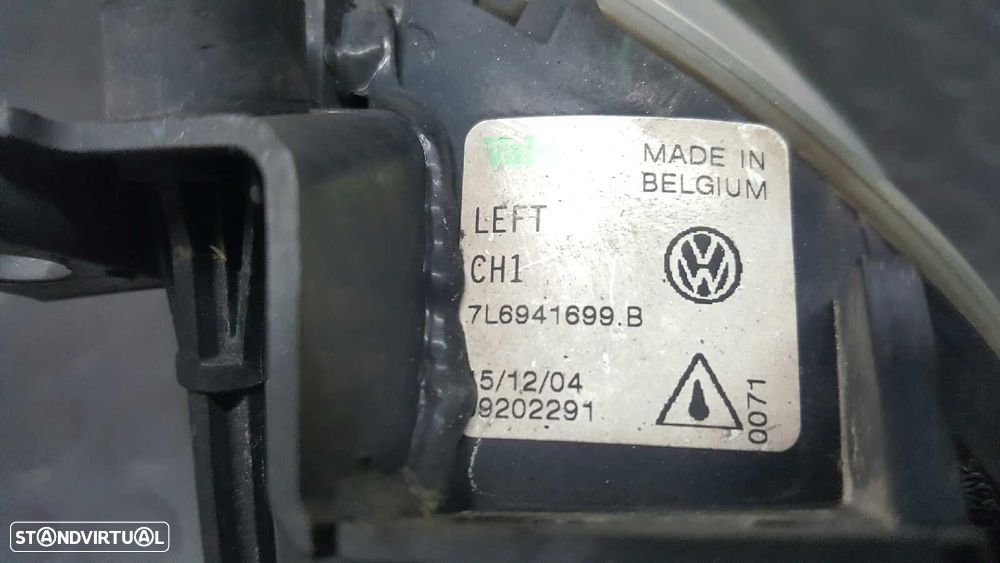 MADE IN
BELGIUM
LEFT
CH1
7L6941699.B
5/12/04
9202291
0071
STANDVIRTUAL